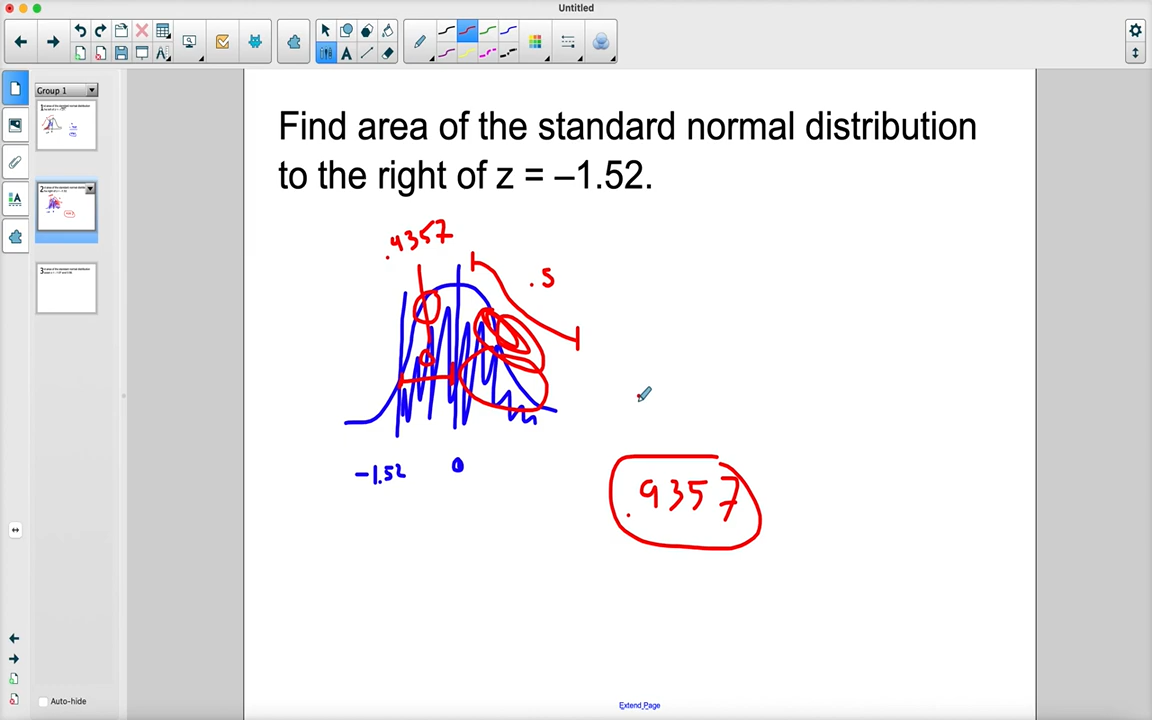 Untitled
Group 1
Find area of the standard normal distribution
to the right of z = –1.52.
.4357
.5
-1.52
0
.9357
Auto-hide
Extend Page